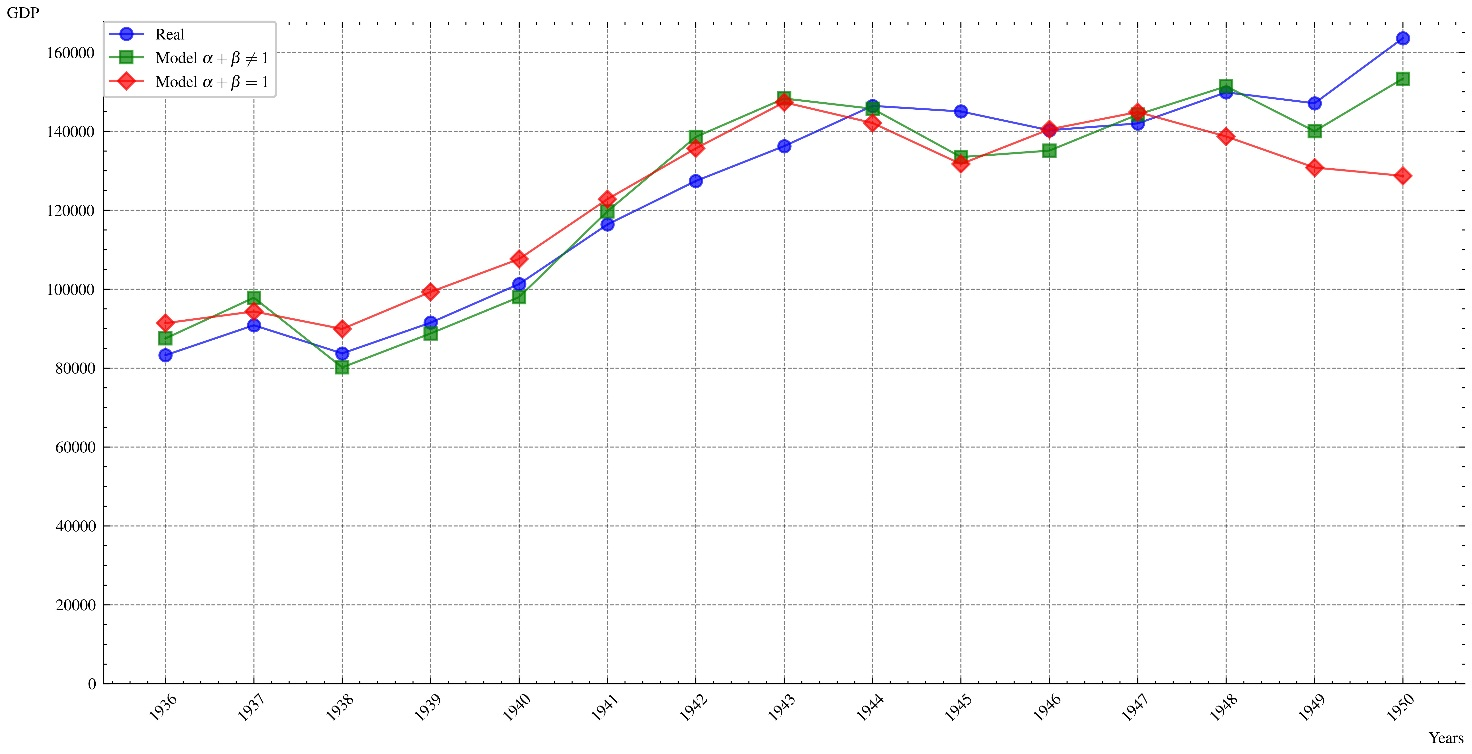 GDP
Real
Model α + β ≠ 1
Model α + β = 1
160000
140000
120000
100000
80000
60000
40000
20000
0
1936 1937 1938 1939 1940 1941 1942 1943 1944 1945 1946 1947 1948 1949 1950
Years